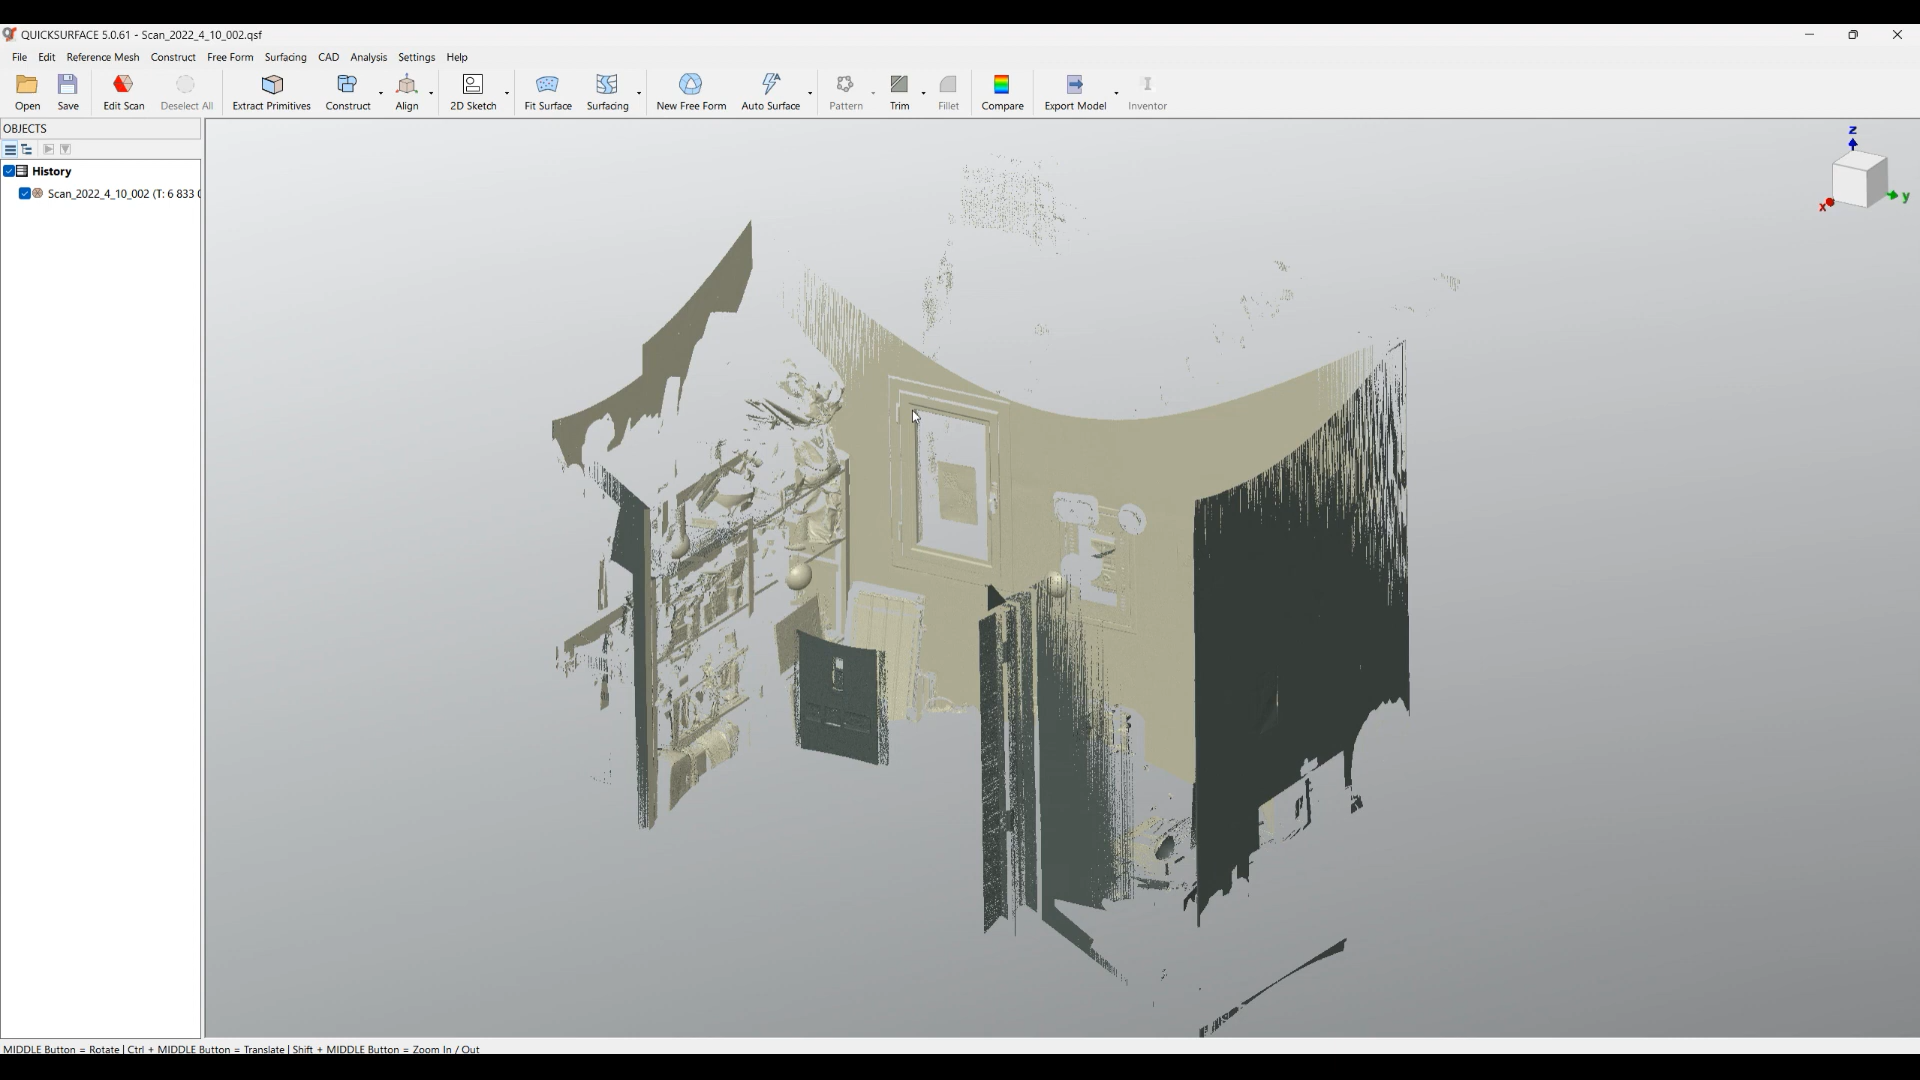 QUICKSURFACE 5.0.61 - Scan_2022_4_10_002.qsf
File Edit Reference Mesh Construct Free Form Surfacing CAD Analysis Settings Help
Open Save Edit Scan Deselect All Extract Primitives Construct Align 2D Sketch Fit Surface Surfacing New Free Form Auto Surface Pattern Trim Fillet Compare Export Model Inventor
OBJECTS
History
Scan_2022_4_10_002 (T: 6 833
z
x
y
MIDDLE Button = Rotate | Ctrl + MIDDLE Button = Translate | Shift + MIDDLE Button = Zoom In / Out